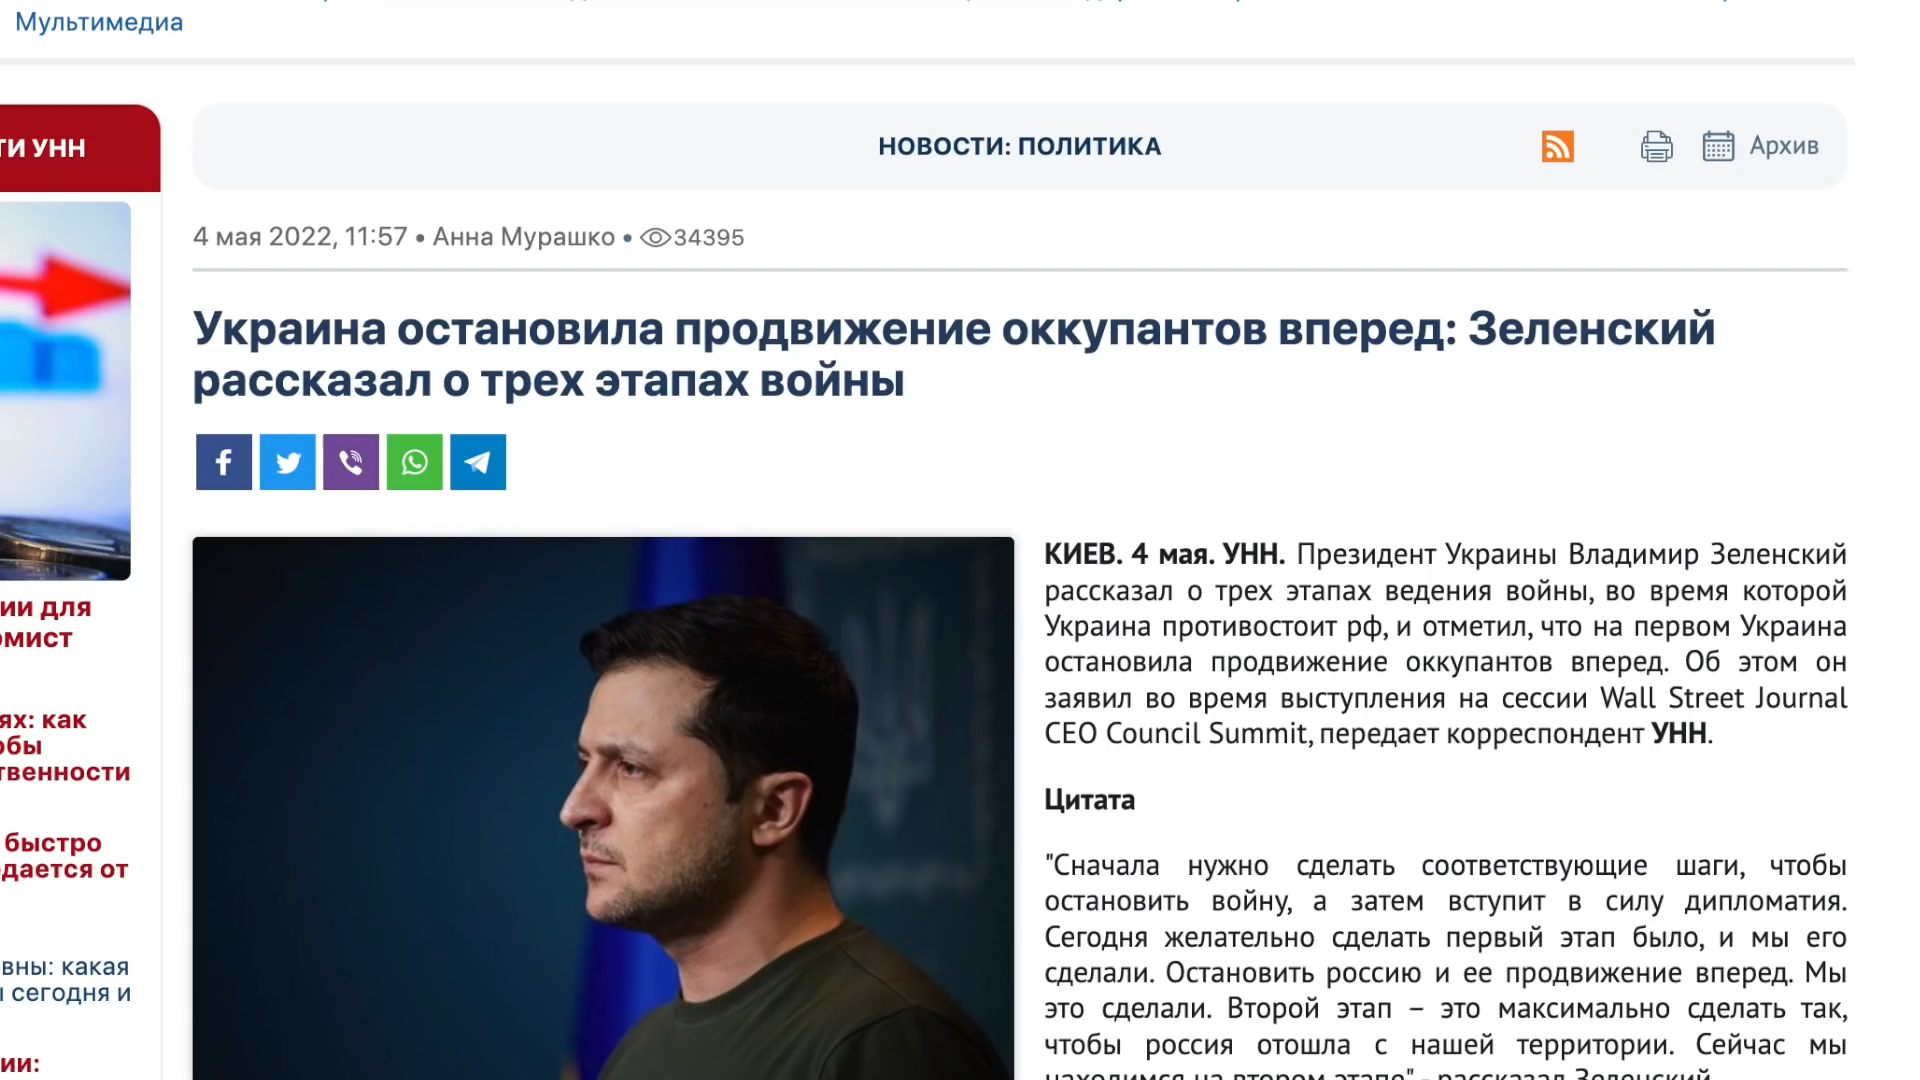 Мультимедиа
ТИ УНН
НОВОСТИ: ПОЛИТИКА
Архив
4 мая 2022, 11:57 • Анна Мурашко • 34395
Украина остановила продвижение оккупантов вперед: Зеленский
рассказал о трех этапах войны
КИЕВ. 4 мая. УНН. Президент Украины Владимир Зеленский
рассказал о трех этапах ведения войны, во время которой
Украина противостоит рф, и отметил, что на первом Украина
остановила продвижение оккупантов вперед. Об этом он
заявил во время выступления на сессии Wall Street Journal
CEO Council Summit, передает корреспондент УНН.
Цитата
"Сначала нужно сделать соответствующие шаги, чтобы
остановить войну, а затем вступит в силу дипломатия.
Сегодня желательно сделать первый этап было, и мы его
сделали. Остановить россию и ее продвижение вперед. Мы
это сделали. Второй этап – это максимально сделать так,
чтобы россия отошла с нашей территории. Сейчас мы
находимся на втором этапе" - рассказал Зеленский.
ии для
омист
ях: как
обы
твенности
быстро
дается от
вны: какая
сегодня и
ии: